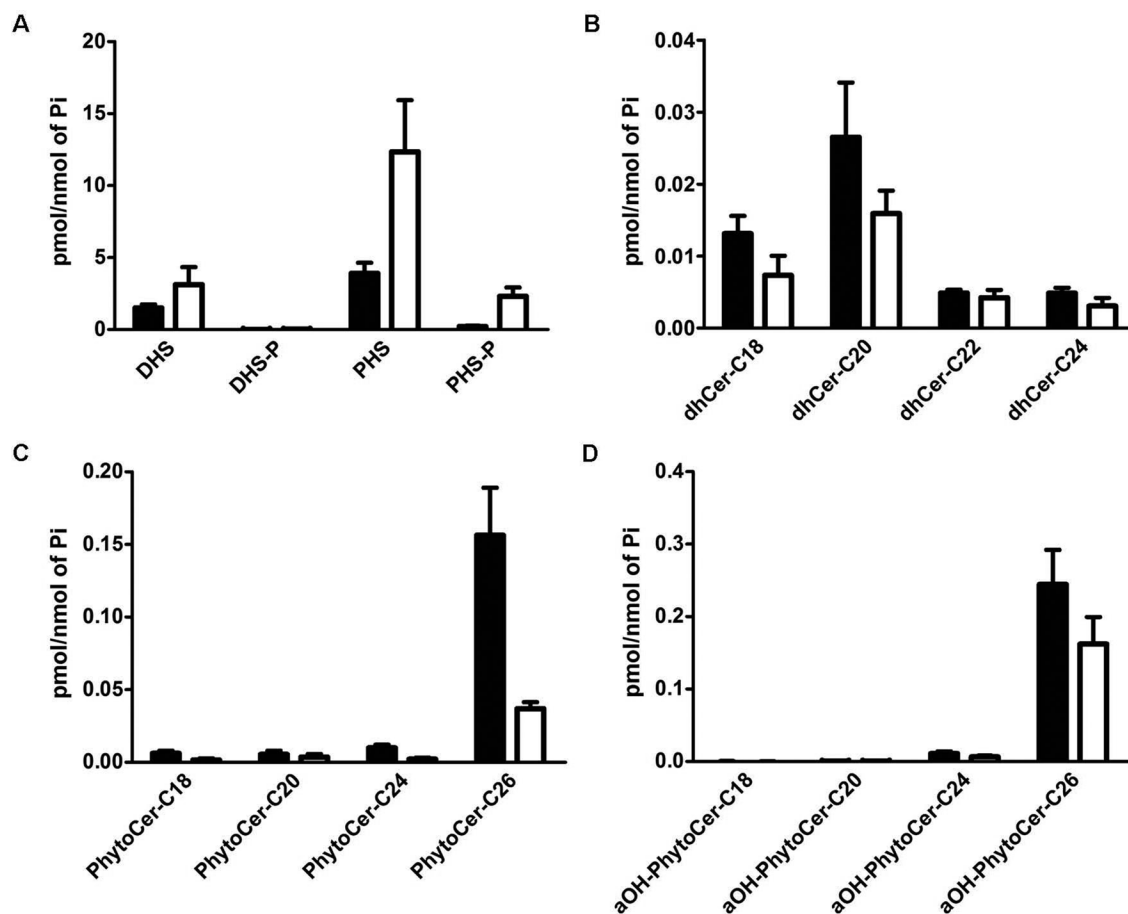 A
pmol/nmol of Pi
20
15
10
5
0
DHS
DHS-P
PHS
PHS-P
B
pmol/nmol of Pi
0.04
0.03
0.02
0.01
0.00
dhCer-C18
dhCer-C20
dhCer-C22
dhCer-C24
C
pmol/nmol of Pi
0.20
0.15
0.10
0.05
0.00
PhytoCer-C18
PhytoCer-C20
PhytoCer-C24
PhytoCer-C26
D
pmol/nmol of Pi
0.4
0.3
0.2
0.1
0.0
aOH-PhytoCer-C18
aOH-PhytoCer-C20
aOH-PhytoCer-C24
aOH-PhytoCer-C26